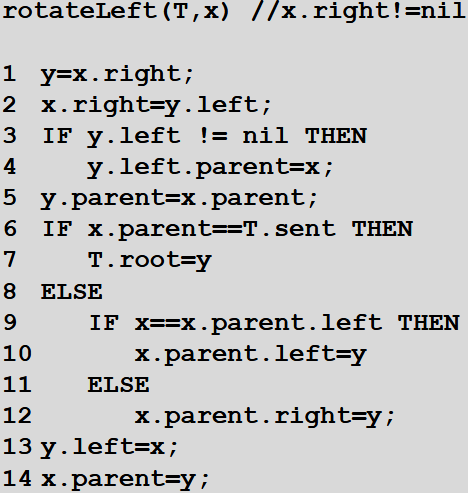 rotateLeft(T,x) //x.right!=nil
1 y=x.right;
2 x.right=y.left;
3 IF y.left != nil THEN
4    y.left.parent=x;
5 y.parent=x.parent;
6 IF x.parent==T.sent THEN
7    T.root=y
8 ELSE
9    IF x==x.parent.left THEN
10      x.parent.left=y
11   ELSE
12      x.parent.right=y;
13 y.left=x;
14 x.parent=y;